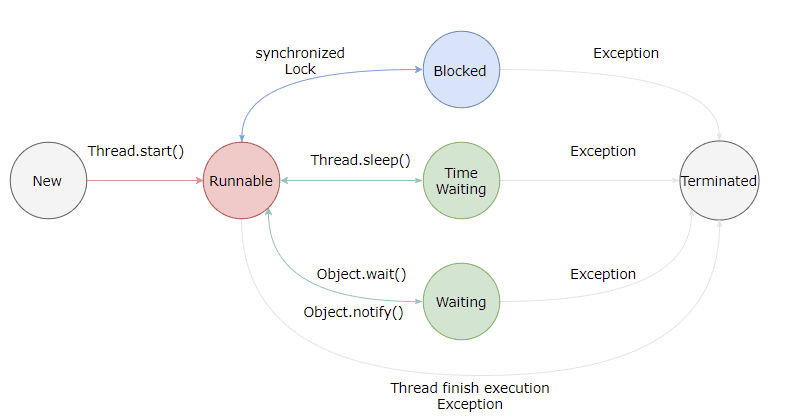 synchronized
Lock
Blocked
Exception
Thread.start()
Thread.sleep()
Exception
New
Runnable
Time
Waiting
Terminated
Object.wait()
Exception
Object.notify()
Waiting
Thread finish execution
Exception